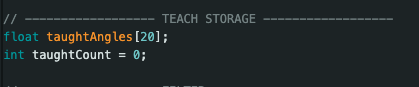 // ------------------ TEACH STORAGE ------------------
float taughtAngles[20];
int taughtCount = 0;